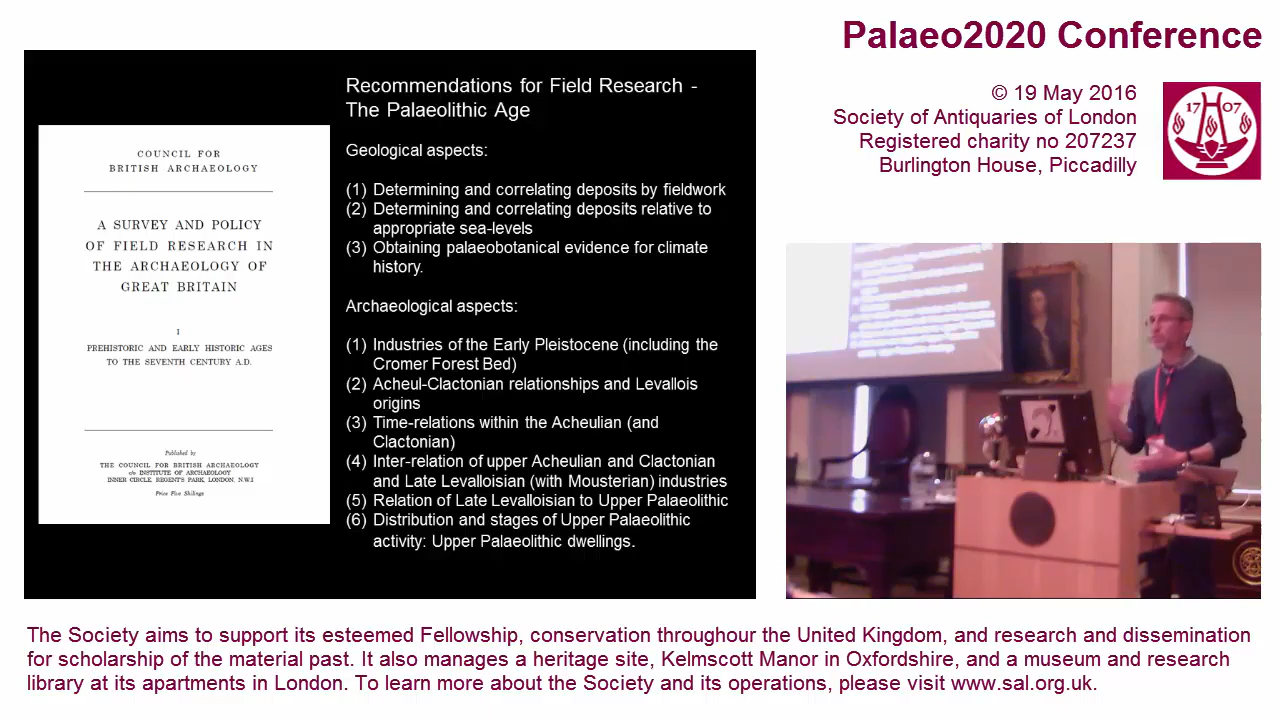 Palaeo2020 Conference
© 19 May 2016
Society of Antiquaries of London
Registered charity no 207237
Burlington House, Piccadilly
17 07
Recommendations for Field Research -
The Palaeolithic Age
Geological aspects:
(1) Determining and correlating deposits by fieldwork
(2) Determining and correlating deposits relative to
appropriate sea-levels
(3) Obtaining palaeobotanical evidence for climate
history.
Archaeological aspects:
(1) Industries of the Early Pleistocene (including the
Cromer Forest Bed)
(2) Acheul-Clactonian relationships and Levallois
origins
(3) Time-relations within the Acheulian (and
Clactonian)
(4) Inter-relation of upper Acheulian and Clactonian
and Late Levalloisian (with Mousterian) industries
(5) Relation of Late Levalloisian to Upper Palaeolithic
(6) Distribution and stages of Upper Palaeolithic
activity: Upper Palaeolithic dwellings.
COUNCIL FOR
BRITISH ARCHAEOLOGY
A SURVEY AND POLICY
OF FIELD RESEARCH IN
THE ARCHAEOLOGY OF
GREAT BRITAIN
I
PREHISTORIC AND EARLY HISTORIC AGES
TO THE SEVENTH CENTURY A.D.
Published by
THE COUNCIL FOR BRITISH ARCHAEOLOGY
c/o INSTITUTE OF ARCHAEOLOGY
INNER CIRCLE, REGENT'S PARK, LONDON, N.W.1
Price Five Shilings
The Society aims to support its esteemed Fellowship, conservation throughour the United Kingdom, and research and dissemination
for scholarship of the material past. It also manages a heritage site, Kelmscott Manor in Oxfordshire, and a museum and research
library at its apartments in London. To learn more about the Society and its operations, please visit www.sal.org.uk.